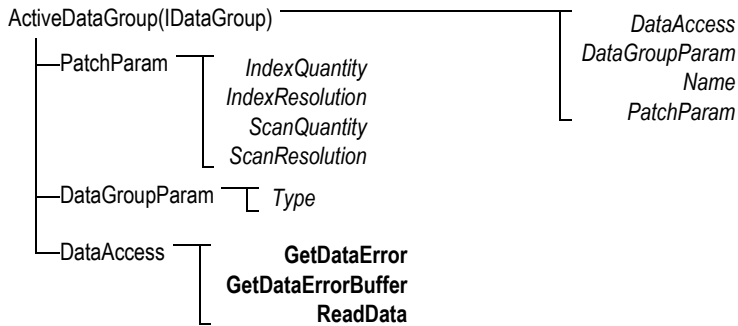 ActiveDataGroup(IDataGroup)
DataAccess
DataGroupParam
Name
PatchParam
PatchParam
IndexQuantity
IndexResolution
ScanQuantity
ScanResolution
DataGroupParam
Type
DataAccess
GetDataError
GetDataErrorBuffer
ReadData